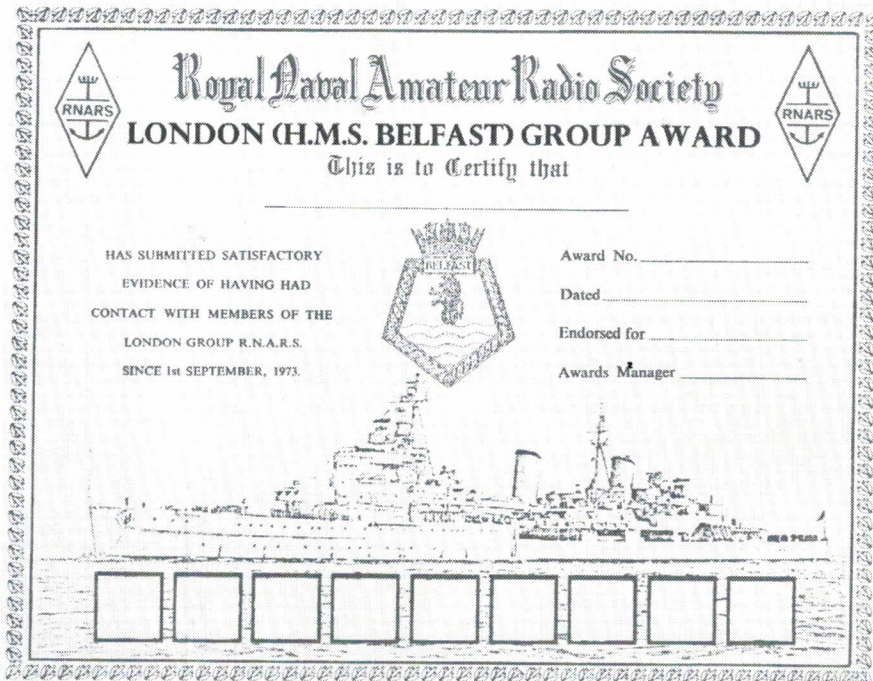 Royal Naval Amateur Radio Society
RNARS
RNARS
LONDON (H.M.S. BELFAST) GROUP AWARD
This is to Certify that
BELFAST
HAS SUBMITTED SATISFACTORY
EVIDENCE OF HAVING HAD
CONTACT WITH MEMBERS OF THE
LONDON GROUP R.N.A.R.S.
SINCE 1st SEPTEMBER, 1973.
Award No.
Dated
Endorsed for
Awards Manager